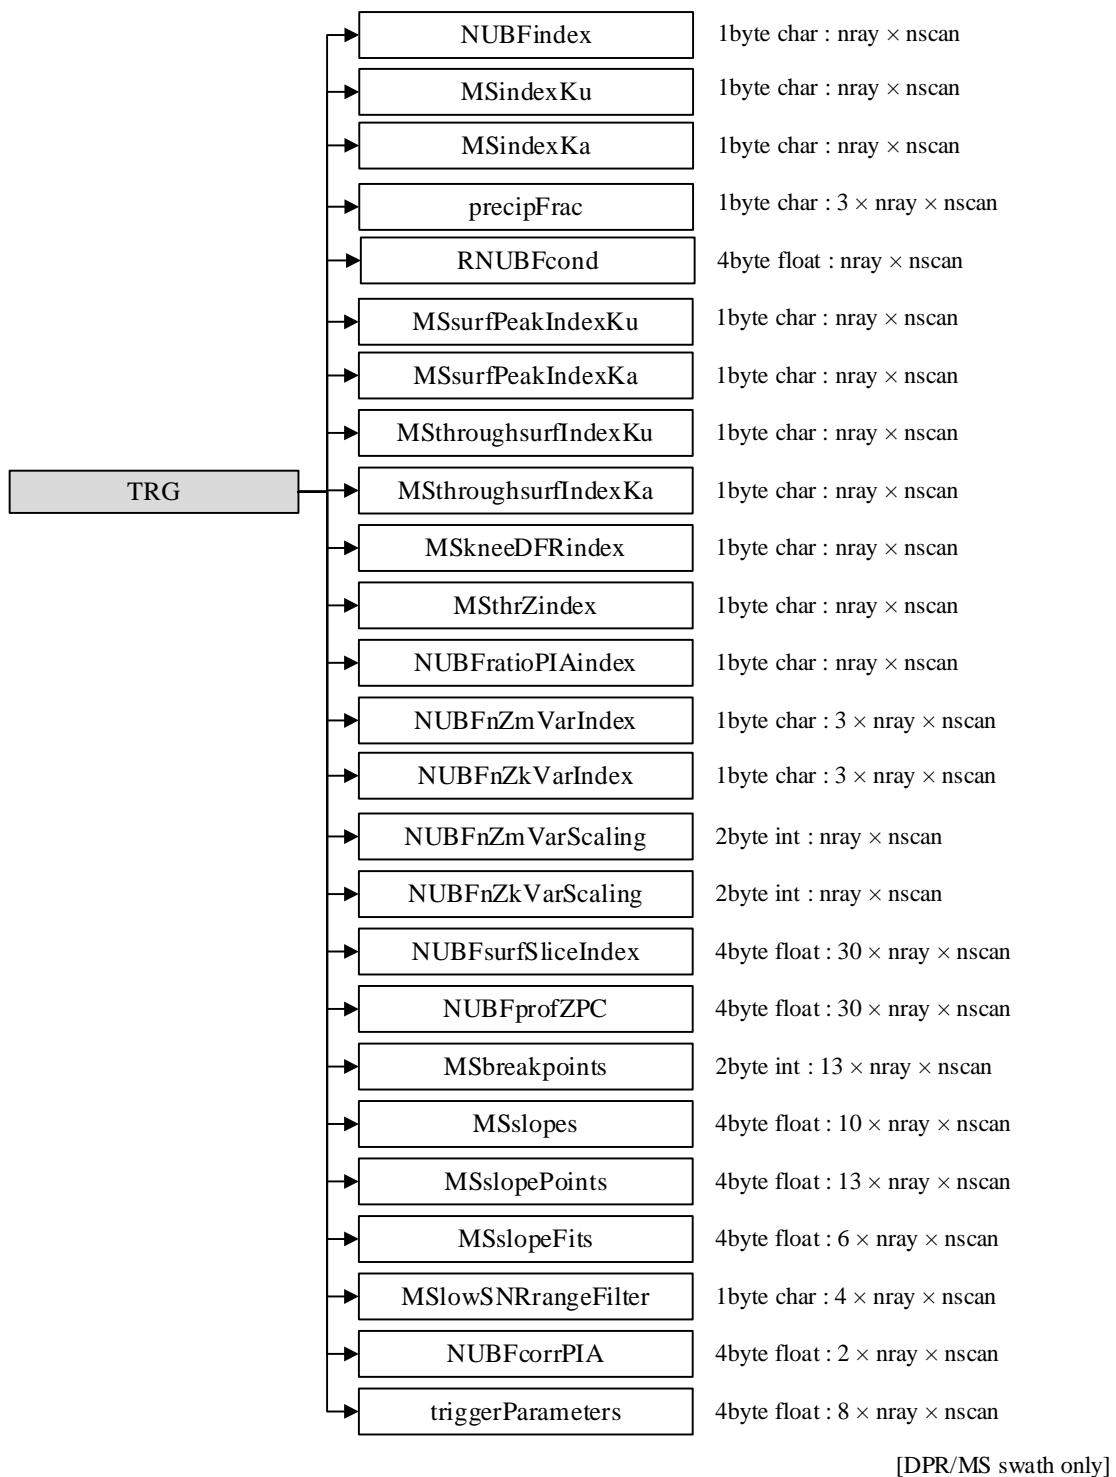 NUBFindex 1byte char : nray × nscan
MSindexKu 1byte char : nray × nscan
MSindexKa 1byte char : nray × nscan
precipFrac 1byte char : 3 × nray × nscan
RNUBFcond 4byte float : nray × nscan
MSsurfPeakIndexKu 1byte char : nray × nscan
MSsurfPeakIndexKa 1byte char : nray × nscan
MSthroughsurfIndexKu 1byte char : nray × nscan
TRG MSthroughsurfIndexKa 1byte char : nray × nscan
MSkneeDFRindex 1byte char : nray × nscan
MSthrZindex 1byte char : nray × nscan
NUBFratioPIAindex 1byte char : nray × nscan
NUBFnZmVarIndex 1byte char : 3 × nray × nscan
NUBFnZkVarIndex 1byte char : 3 × nray × nscan
NUBFnZmVarScaling 2byte int : nray × nscan
NUBFnZkVarScaling 2byte int : nray × nscan
NUBFsurfSliceIndex 4byte float : 30 × nray × nscan
NUBFprofZPC 4byte float : 30 × nray × nscan
MSbreakpoints 2byte int : 13 × nray × nscan
MSslopes 4byte float : 10 × nray × nscan
MSslopePoints 4byte float : 13 × nray × nscan
MSslopeFits 4byte float : 6 × nray × nscan
MSlowSNRrangeFilter 1byte char : 4 × nray × nscan
NUBFcorrPIA 4byte float : 2 × nray × nscan
triggerParameters 4byte float : 8 × nray × nscan
[DPR/MS swath only]